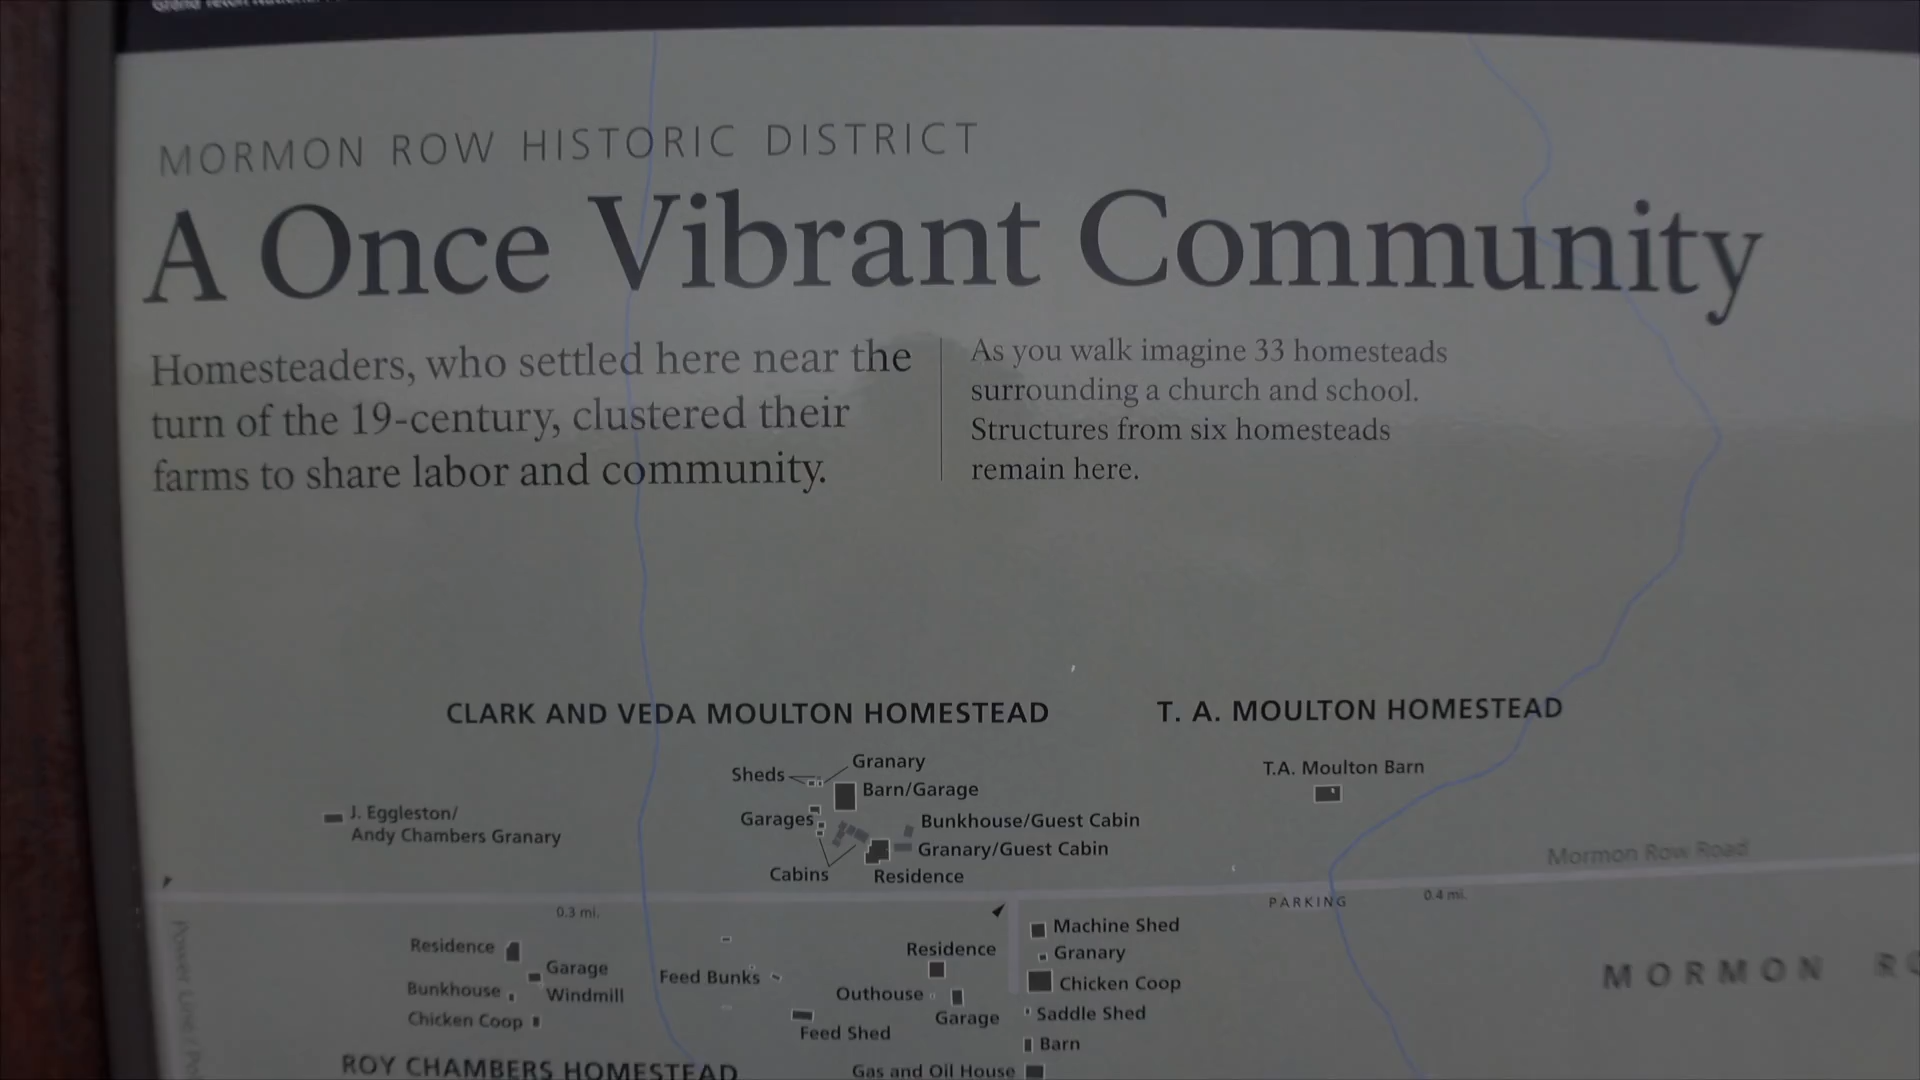 MORMON ROW HISTORIC DISTRICT
A Once Vibrant Community
Homesteaders, who settled here near the
turn of the 19-century, clustered their
farms to share labor and community.
As you walk imagine 33 homesteads
surrounding a church and school.
Structures from six homesteads
remain here.
CLARK AND VEDA MOULTON HOMESTEAD
T. A. MOULTON HOMESTEAD
Granary
Sheds
Barn/Garage
T.A. Moulton Barn
J. Eggleston/
Andy Chambers Granary
Garages
Bunkhouse/Guest Cabin
Granary/Guest Cabin
Cabins
Residence
Mormon Row Road
0.3 mi.
PARKING
0.4 mi.
Residence
Garage
Bunkhouse
Windmill
Chicken Coop
Feed Bunks
Feed Shed
Residence
Outhouse
Garage
Machine Shed
Granary
Chicken Coop
Saddle Shed
Barn
Gas and Oil House
MORMON
ROY CHAMBERS HOMESTEAD
Power Line